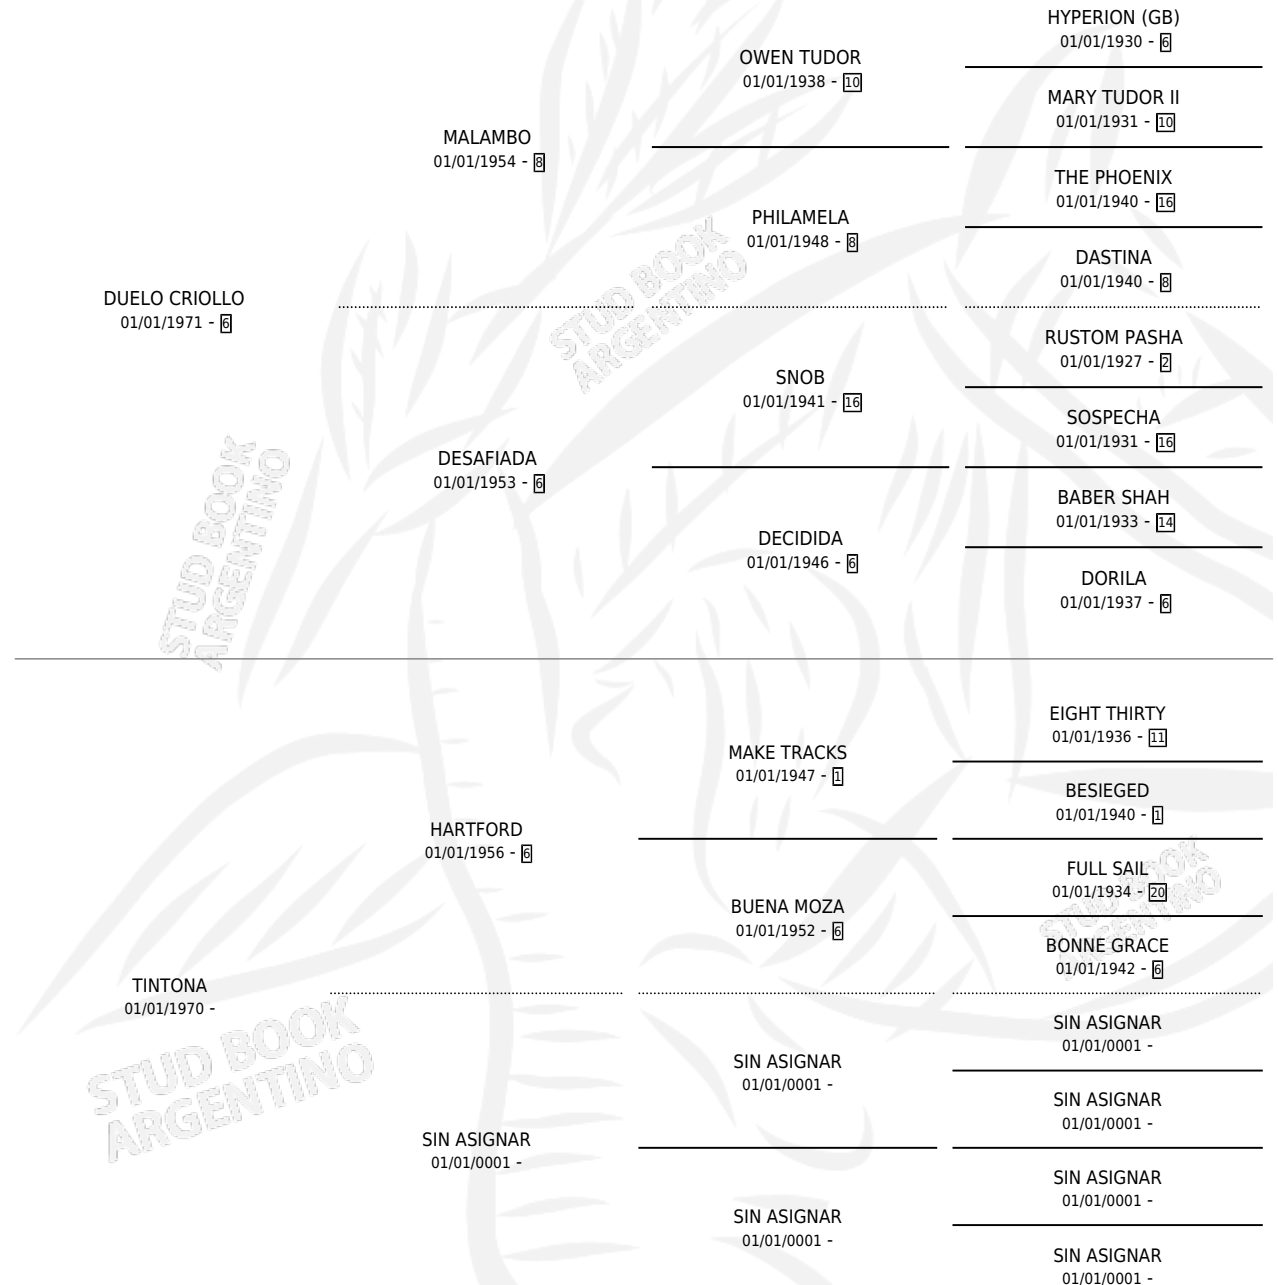 HYPERION (GB)
01/01/1930 - 6
OWEN TUDOR
01/01/1938 - 10
MARY TUDOR II
01/01/1931 - 10
MALAMBO
01/01/1954 - 8
THE PHOENIX
01/01/1940 - 16
PHILAMELA
01/01/1948 - 8
DASTINA
01/01/1940 - 8
DUELO CRIOLLO
01/01/1971 - 6
RUSTOM PASHA
01/01/1927 - 2
SNOB
01/01/1941 - 16
SOSPECHA
01/01/1931 - 16
DESAFIADA
01/01/1953 - 6
BABER SHAH
01/01/1933 - 14
DECIDIDA
01/01/1946 - 6
DORILA
01/01/1937 - 6
EIGHT THIRTY
01/01/1936 - 11
MAKE TRACKS
01/01/1947 - 1
BESIEGED
01/01/1940 - 1
HARTFORD
01/01/1956 - 6
FULL SAIL
01/01/1934 - 20
BUENA MOZA
01/01/1952 - 6
BONNE GRACE
01/01/1942 - 6
TINTONA
01/01/1970 -
SIN ASIGNAR
01/01/0001 -
SIN ASIGNAR
01/01/0001 -
SIN ASIGNAR
01/01/0001 -
SIN ASIGNAR
01/01/0001 -
SIN ASIGNAR
01/01/0001 -
SIN ASIGNAR
01/01/0001 -
SIN ASIGNAR
01/01/0001 -
STUD BOOK
ARGENTINO
STUD BOOK
ARGENTINO
STUD BOOK
ARGENTINO
STUD BOOK
ARGENTINO